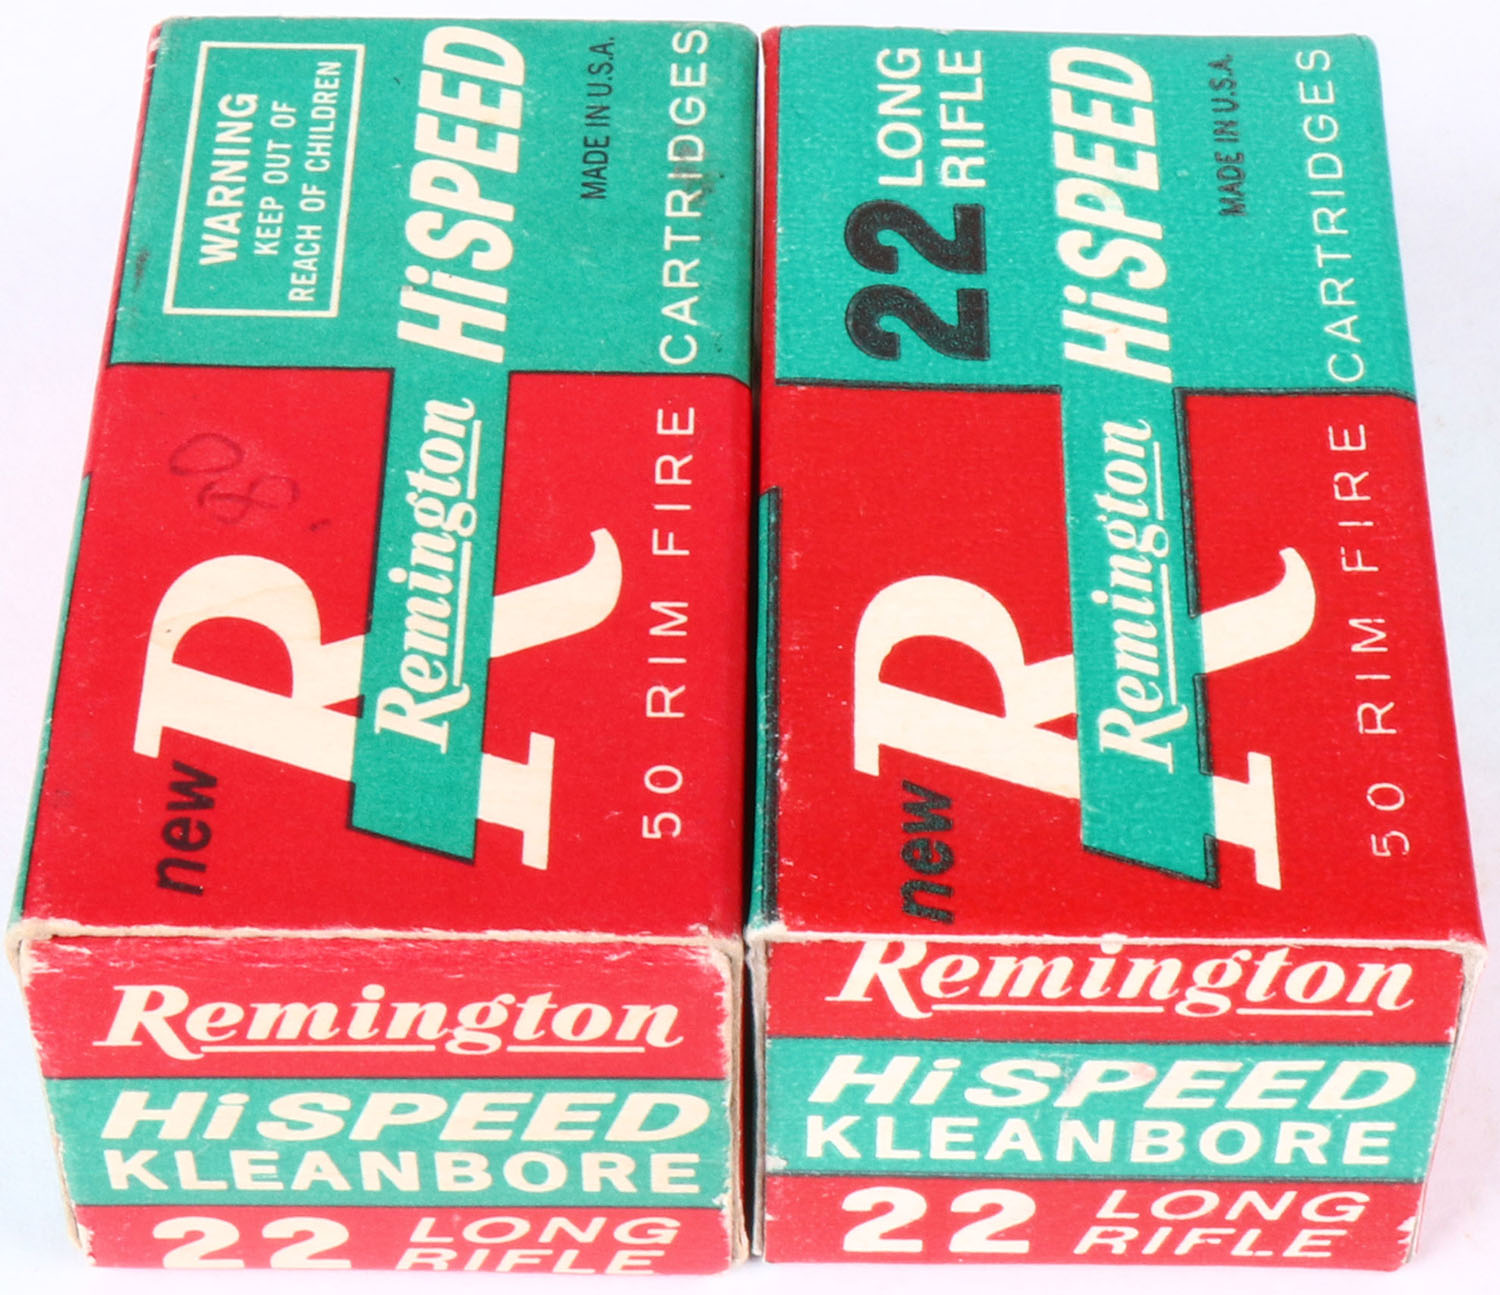 WARNING
KEEP OUT OF
REACH OF CHILDREN
new
R
Remington HiSPEED
MADE IN U.S.A.
50 RIM FIRE CARTRIDGES
80
Remington
HiSPEED
KLEANBORE
22 LONG
RIFLE
22 LONG
RIFLE
new
R
Remington HiSPEED
MADE IN U.S.A.
50 RIM FIRE CARTRIDGES
Remington
HiSPEED
KLEANBORE
22 LONG
RIFLE